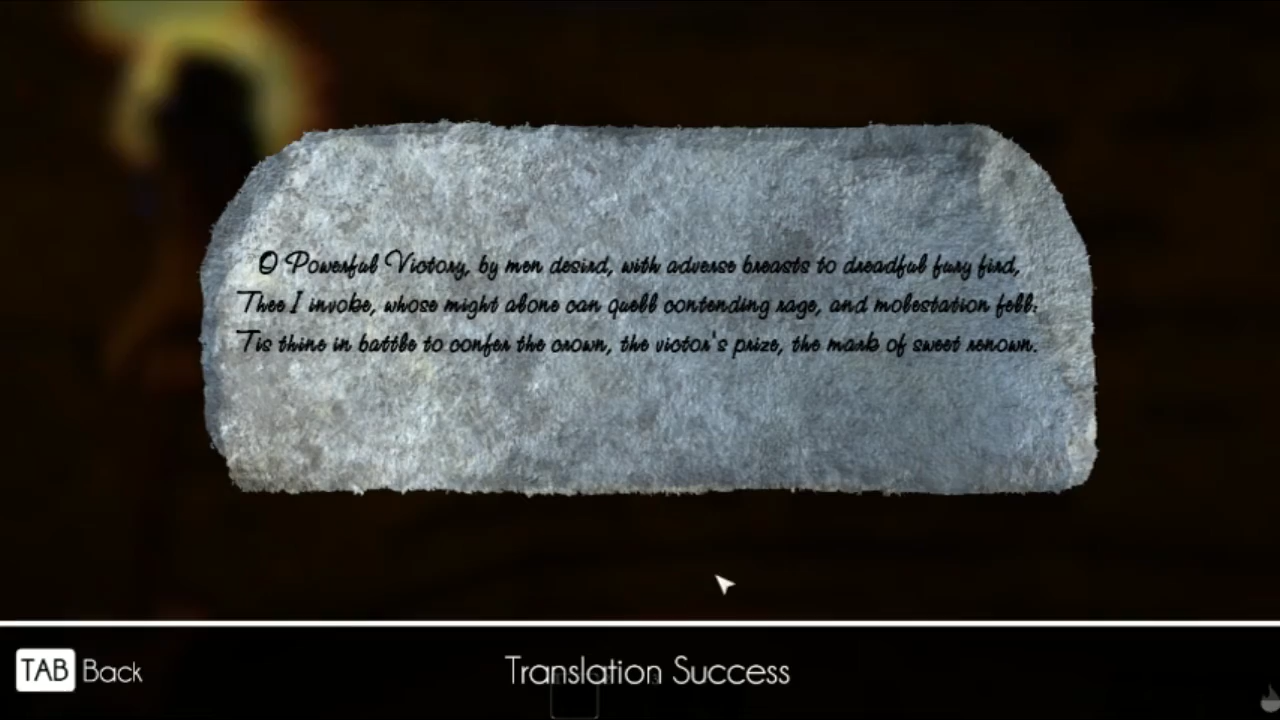 O Powerful Victory, by men desird, with adverse breasts to dreadful fury fird,
Thee I invoke, whose might alone can quell contending rage, and molestation fell:
Tis thine in battle to confer the crown, the victor's prize, the mark of sweet renown.
TAB Back
Translation Success